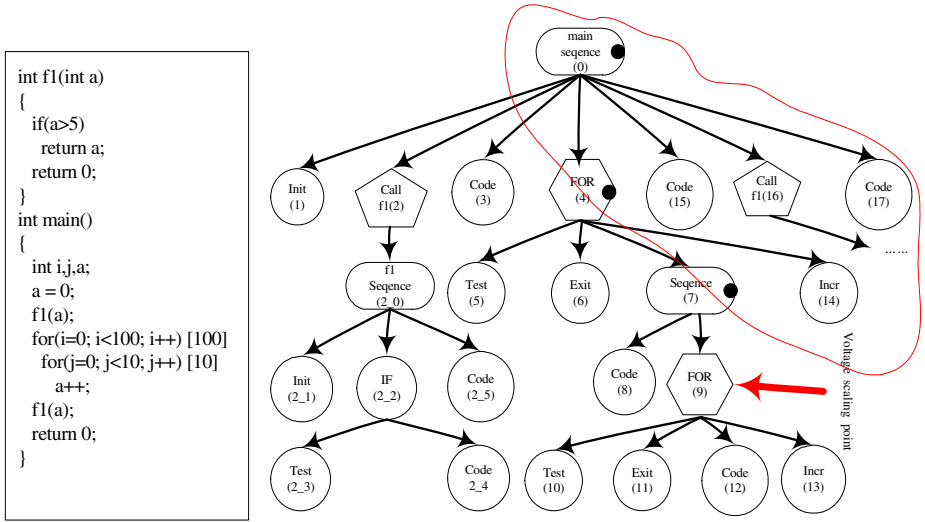 int f1(int a)
{
if(a>5)
return a;
return 0;
}
int main()
{
int i,j,a;
a = 0;
f1(a);
for(i=0; i<100; i++) [100]
for(j=0; j<10; j++) [10]
a++;
f1(a);
return 0;
}
main
seqence
(0)
Init
(1)
Call
f1(2)
Code
(3)
FOR
(4)
Code
(15)
Call
f1(16)
Code
(17)
......
f1
Seqence
(2_0)
Test
(5)
Exit
(6)
Seqence
(7)
Incr
(14)
Init
(2_1)
IF
(2_2)
Code
(2_5)
Code
(8)
FOR
(9)
Voltage scaling point
Test
(2_3)
Code
2_4
Test
(10)
Exit
(11)
Code
(12)
Incr
(13)